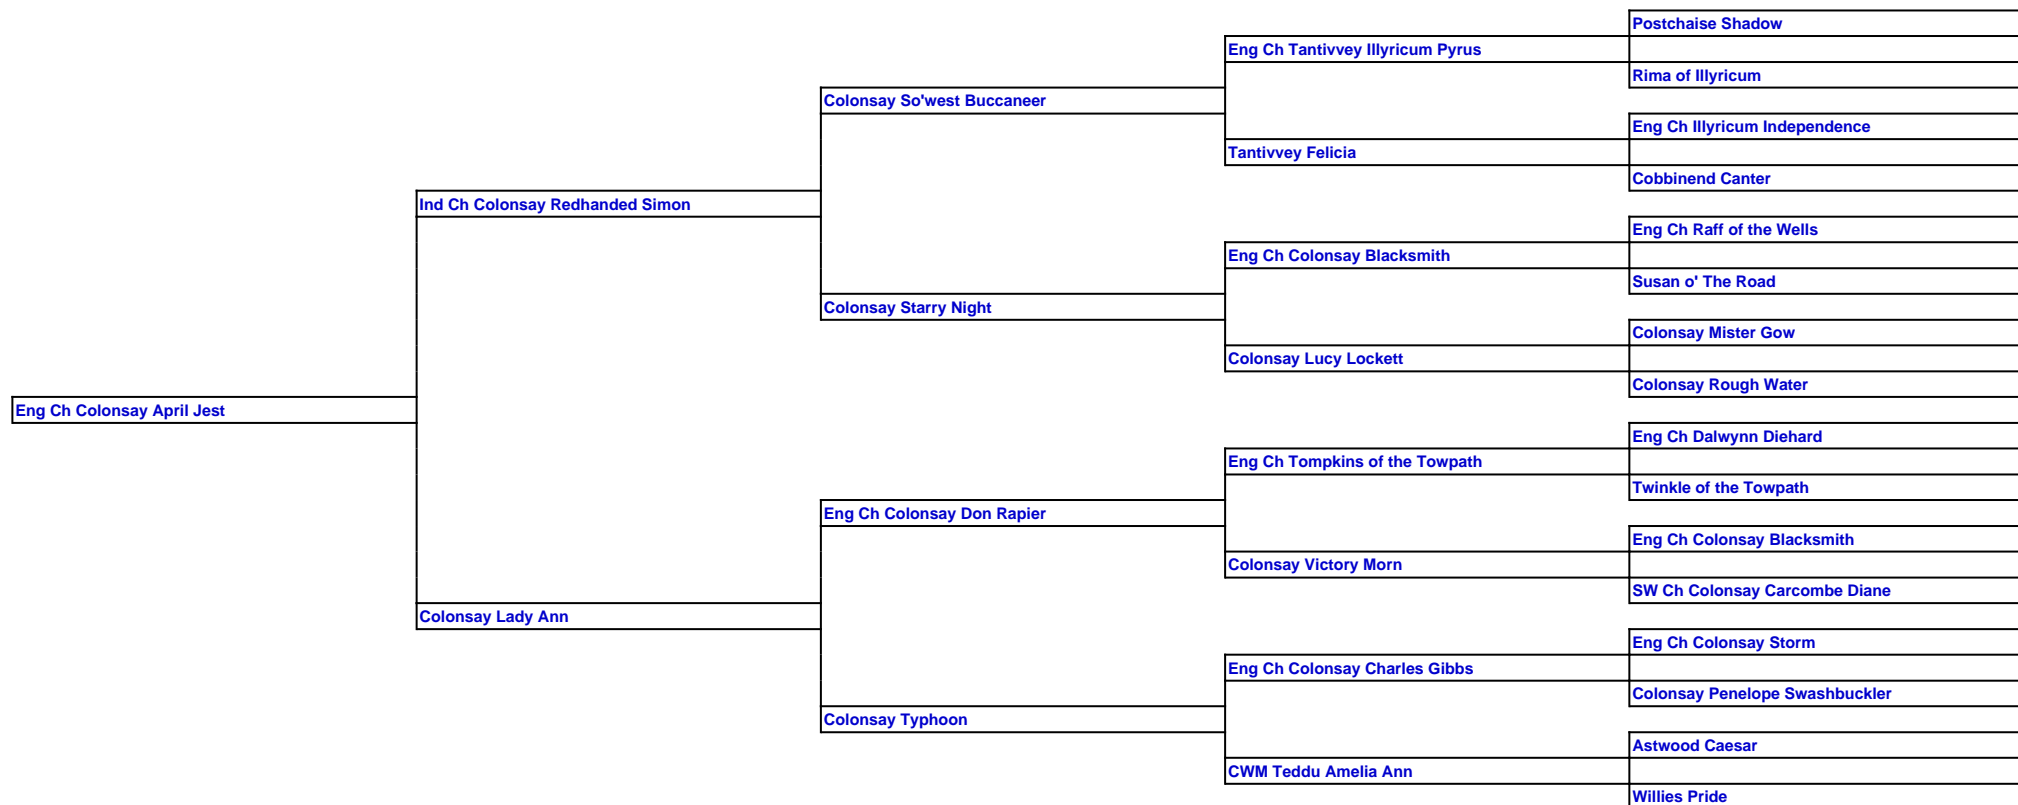 Postchaise Shadow
Eng Ch Tantivvey Illyricum Pyrus
Rima of Illyricum
Colonsay So'west Buccaneer
Eng Ch Illyricum Independence
Tantivvey Felicia
Cobbinend Canter
Ind Ch Colonsay Redhanded Simon
Eng Ch Raff of the Wells
Eng Ch Colonsay Blacksmith
Susan o' The Road
Colonsay Starry Night
Colonsay Mister Gow
Colonsay Lucy Lockett
Colonsay Rough Water
Eng Ch Colonsay April Jest
Eng Ch Dalwynn Diehard
Eng Ch Tompkins of the Towpath
Twinkle of the Towpath
Eng Ch Colonsay Don Rapier
Eng Ch Colonsay Blacksmith
Colonsay Victory Morn
SW Ch Colonsay Carcombe Diane
Colonsay Lady Ann
Eng Ch Colonsay Storm
Eng Ch Colonsay Charles Gibbs
Colonsay Penelope Swashbuckler
Colonsay Typhoon
Astwood Caesar
CWM Teddu Amelia Ann
Willies Pride